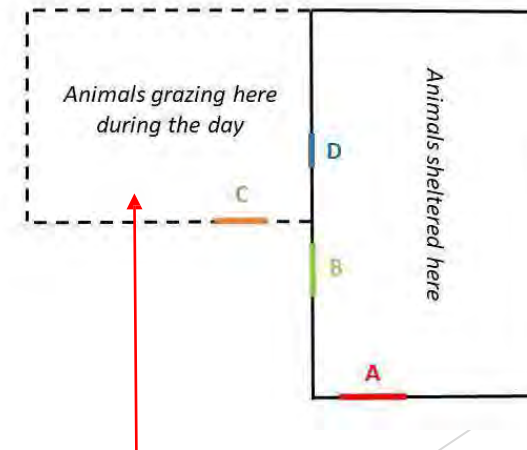 Animals grazing here
during the day
Animals sheltered here
D
C
B
A